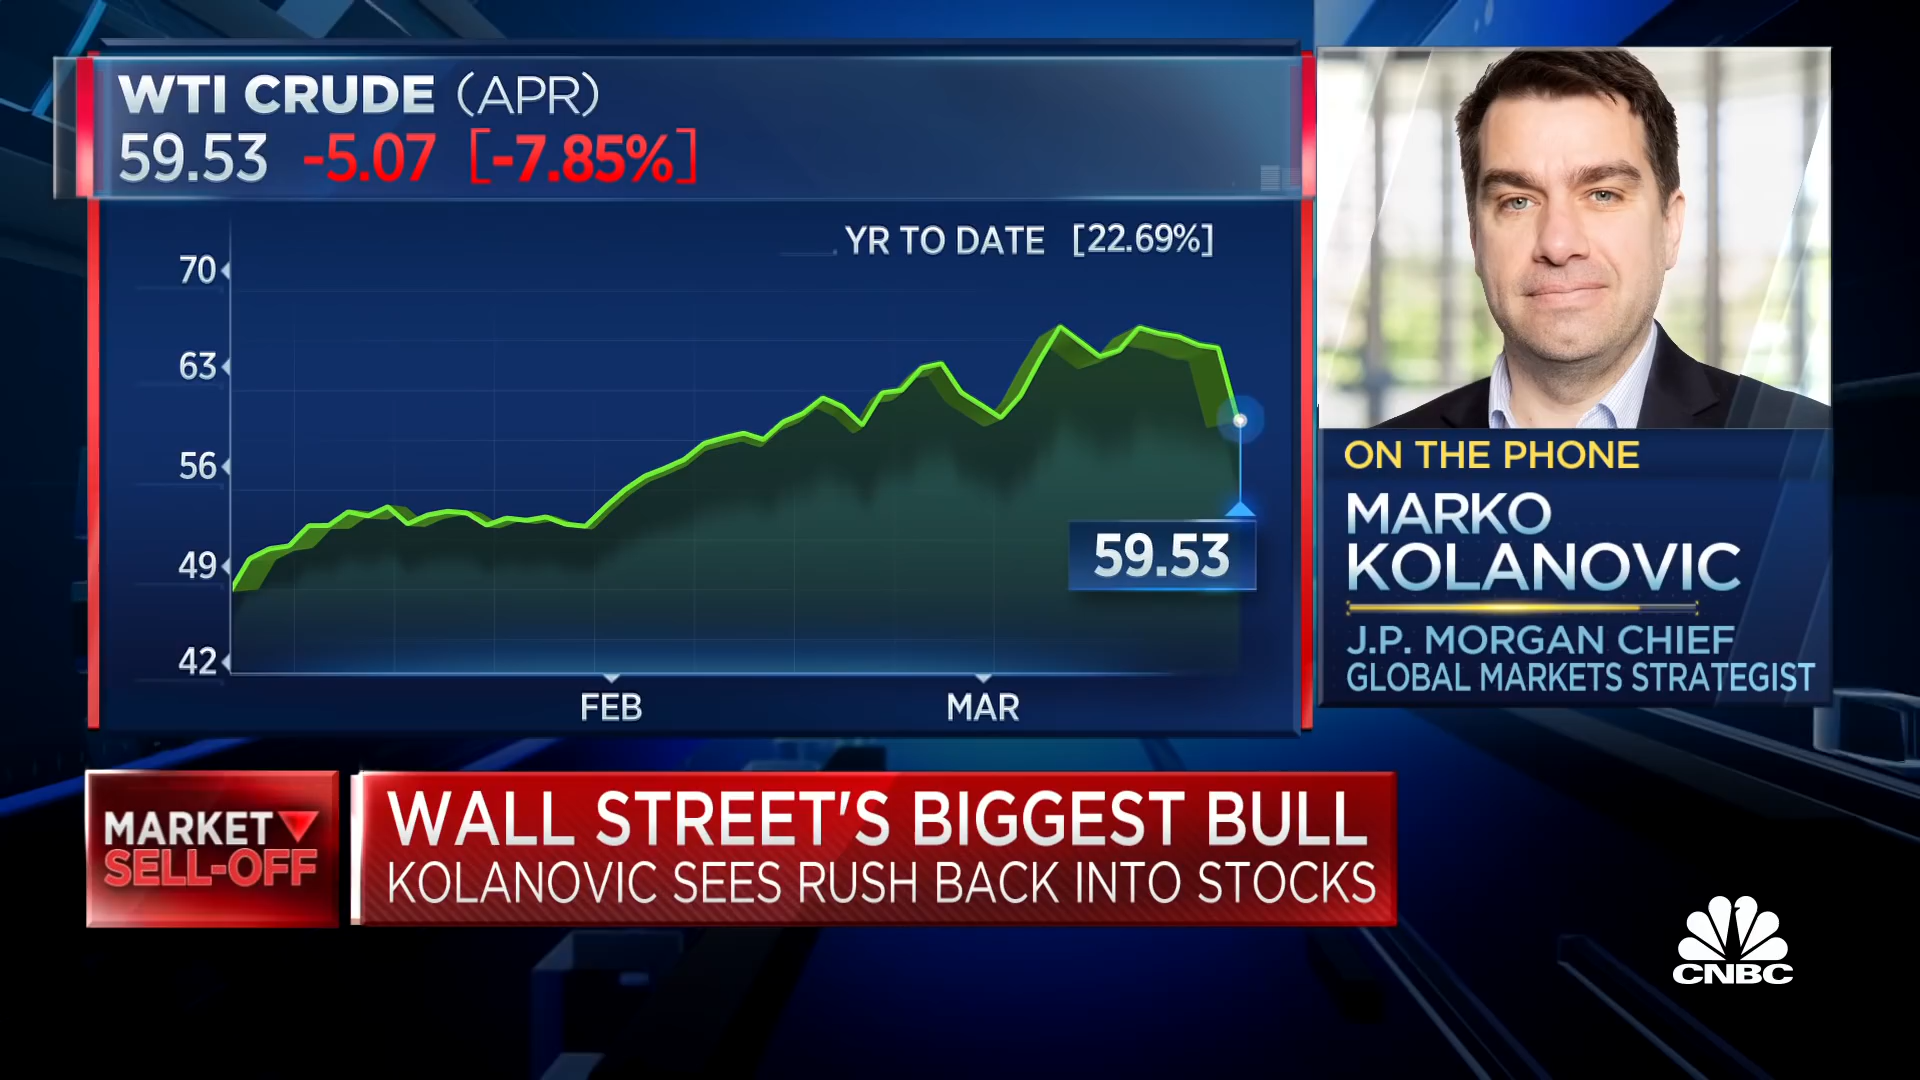 WTI CRUDE (APR)
59.53 -5.07 [-7.85%]
YR TO DATE [22.69%]
70
63
56
49
42
59.53
FEB
MAR
ON THE PHONE
MARKO
KOLANOVIC
J.P. MORGAN CHIEF
GLOBAL MARKETS STRATEGIST
MARKET
SELL-OFF
WALL STREET'S BIGGEST BULL
KOLANOVIC SEES RUSH BACK INTO STOCKS
CNBC